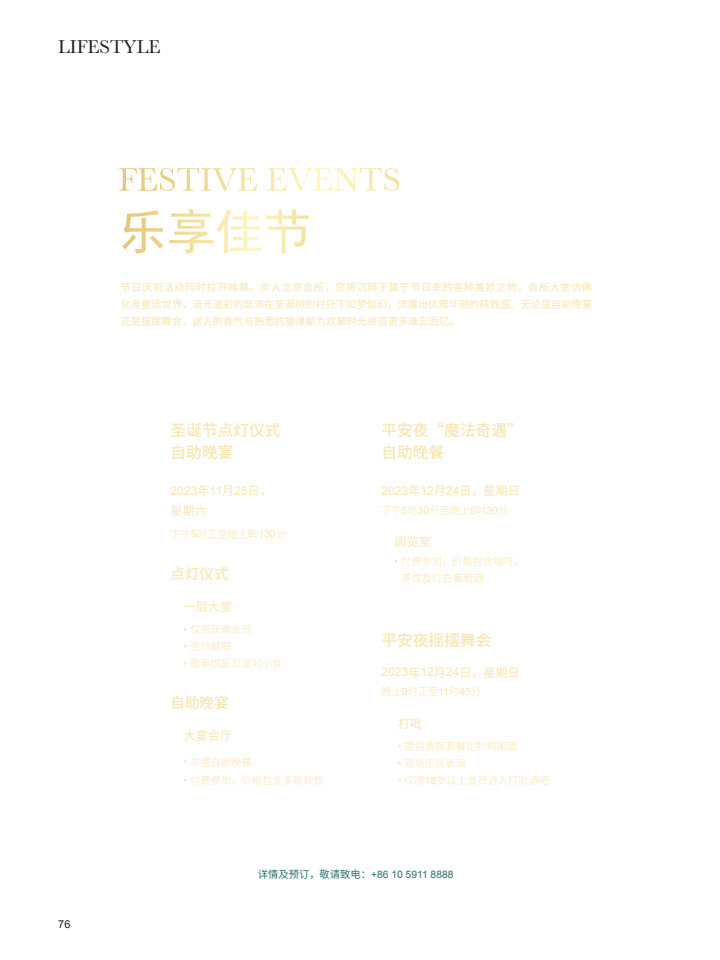 LIFESTYLE
FESTIVE EVENTS
乐享佳节
节日庆祝活动同时拉开帷幕。步入北京会所，您将沉醉于属于节日季的各种美妙之物。会所大堂仿佛
化身童话世界，流光溢彩的装饰在圣诞树的衬托下如梦似幻，流露出优雅华丽的精致感。无论是自助晚宴
还是摇摆舞会，迷人的香气与熟悉的旋律都为欢聚时光缔造更多难忘回忆。
圣诞节点灯仪式
自助晚宴
2023年11月25日，
星期六
下午5时正至晚上9时30分
点灯仪式
一层大堂
• 仅限获邀会员
• 圣诗献唱
• 敬奉饮品及派对小食
自助晚宴
大宴会厅
• 丰盛自助晚餐
• 付费参加，价格包含多款软饮
平安夜“魔法奇遇”
自助晚餐
2023年12月24日，星期日
下午5时30分至晚上9时30分
阅览室
• 付费参加，价格包含咖啡、
茶饮及红白葡萄酒
平安夜摇摆舞会
2023年12月24日，星期日
晚上9时正至11时45分
打吡
• 提供香槟套餐定制鸡尾酒
• 现场乐队表演
• 仅限18岁以上会员进入打吡酒吧
详情及预订，敬请致电：+86 10 5911 8888
76